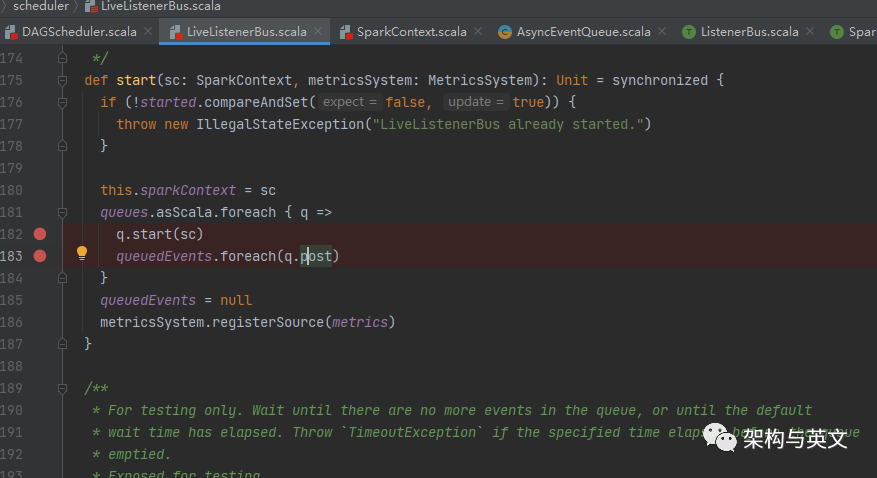 scheduler LiveListenerBus.scala
DAGScheduler.scala LiveListenerBus.scala SparkContext.scala AsyncEventQueue.scala ListenerBus.scala Spar
174 */
175 def start(sc: SparkContext, metricsSystem: MetricsSystem): Unit = synchronized {
176 if (!started.compareAndSet( expect = false, update = true)) {
177 throw new IllegalStateException("LiveListenerBus already started.")
178 }
179
180 this.sparkContext = sc
181 queues.asScala.foreach { q =>
182 q.start(sc)
183 queuedEvents.foreach(q.post)
184 }
185 queuedEvents = null
186 metricsSystem.registerSource(metrics)
187 }
188
189 /**
190 * For testing only. Wait until there are no more events in the queue, or until the default
191 * wait time has elapsed. Throw `TimeoutException` if the specified time elapsed before the queue
192 * emptied.
193 * Exposed for testing.
架构与英文